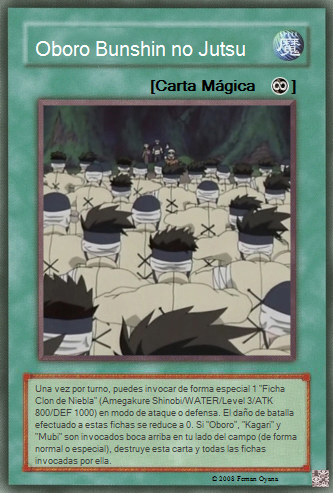 Oboro Bunshin no Jutsu
魔
[Carta Mágica ]
Una vez por turno, puedes invocar de forma especial 1 "Ficha
Clon de Niebla" (Amegakure Shinobi/WATER/Level 3/ATK
800/DEF 1000) en modo de ataque o defensa. El daño de batalla
efectuado a estas fichas se reduce a 0. Si "Oboro", "Kagari" y
"Mubi" son invocados boca arriba en tu lado del campo (de forma
normal o especial), destruye esta carta y todas las fichas
invocadas por ella.
© 2008 Fernan Oyana